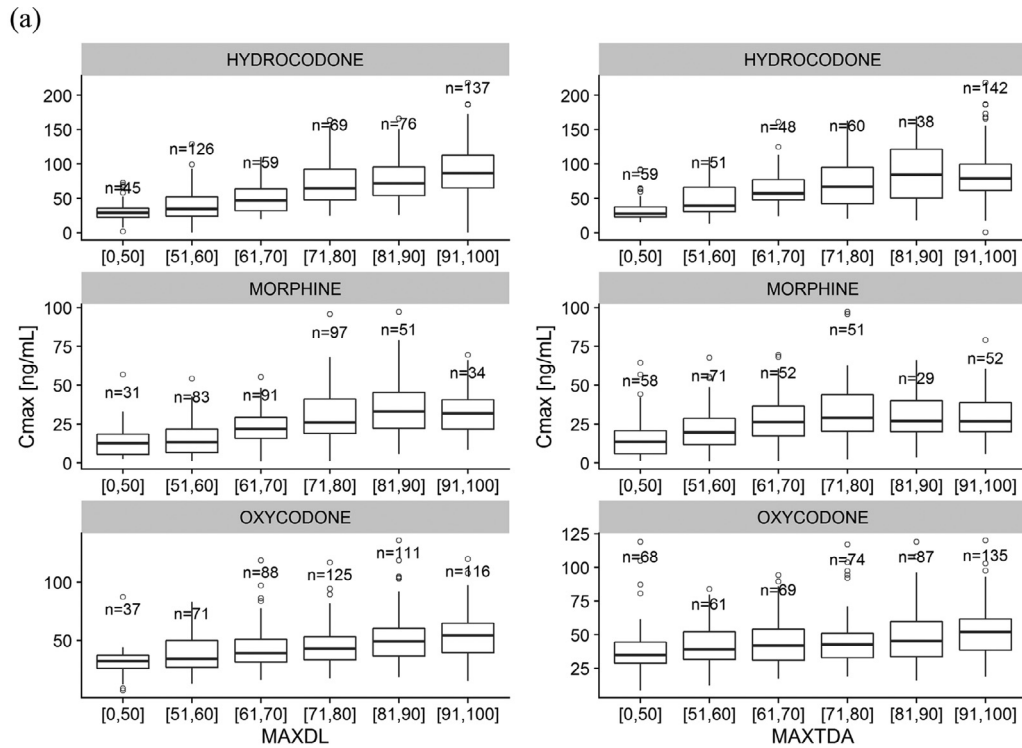 (a)
HYDROCODONE
HYDROCODONE
200
150
100
50
0
n=45
n=126
n=59
n=69
n=76
n=137
[0,50] [51,60] [61,70] [71,80] [81,90] [91,100]
200
150
100
50
0
n=59
n=51
n=48
n=60
n=38
n=142
[0,50] [51,60] [61,70] [71,80] [81,90] [91,100]
MORPHINE
MORPHINE
Cmax [ng/mL]
100
75
50
25
0
n=31
n=83
n=91
n=97
n=51
n=34
[0,50] [51,60] [61,70] [71,80] [81,90] [91,100]
Cmax [ng/mL]
100
75
50
25
0
n=58
n=71
n=52
n=51
n=29
n=52
[0,50] [51,60] [61,70] [71,80] [81,90] [91,100]
OXYCODONE
OXYCODONE
100
50
n=37
n=71
n=88
n=125
n=111
n=116
[0,50] [51,60] [61,70] [71,80] [81,90] [91,100]
MAXDL
125
100
75
50
25
n=68
n=61
n=69
n=74
n=87
n=135
[0,50] [51,60] [61,70] [71,80] [81,90] [91,100]
MAXTDA